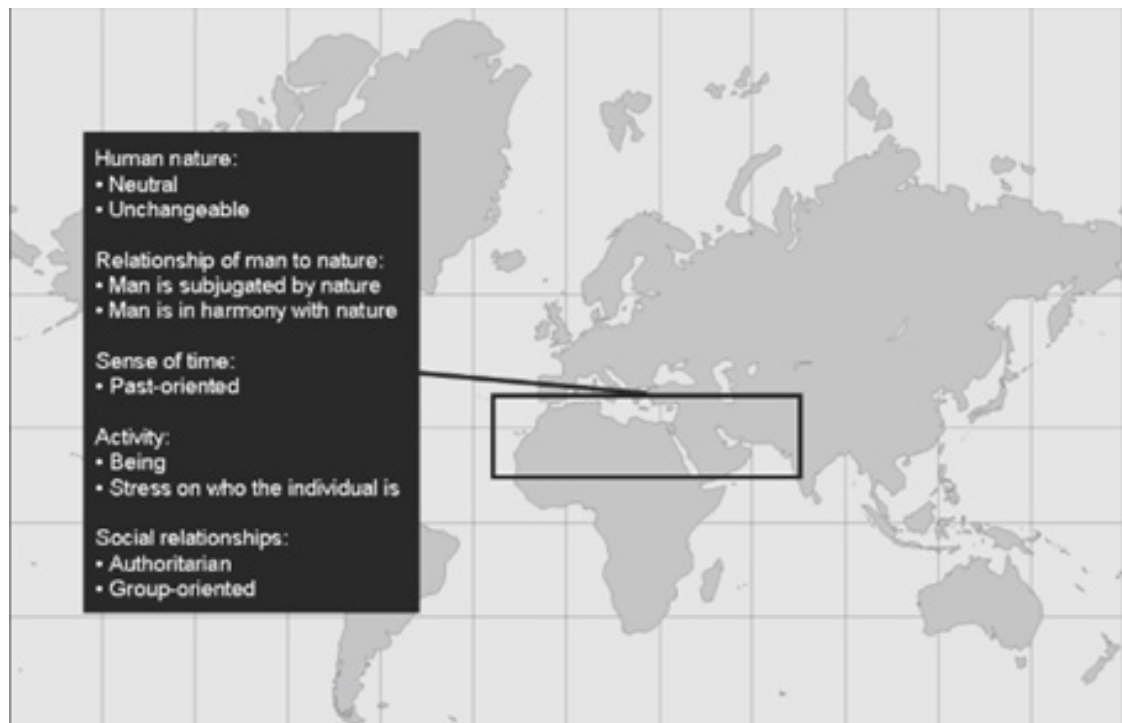 Human nature:
• Neutral
• Unchangeable
Relationship of man to nature:
• Man is subjugated by nature
• Man is in harmony with nature
Sense of time:
• Past-oriented
Activity:
• Being
• Stress on who the individual is
Social relationships:
• Authoritarian
• Group-oriented